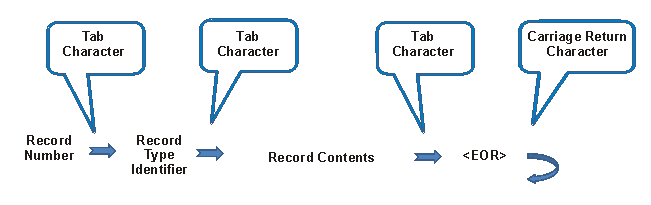 Tab
Character
Tab
Character
Tab
Character
Carriage Return
Character
Record
Number
Record
Type
Identifier
Record Contents
<EOR>